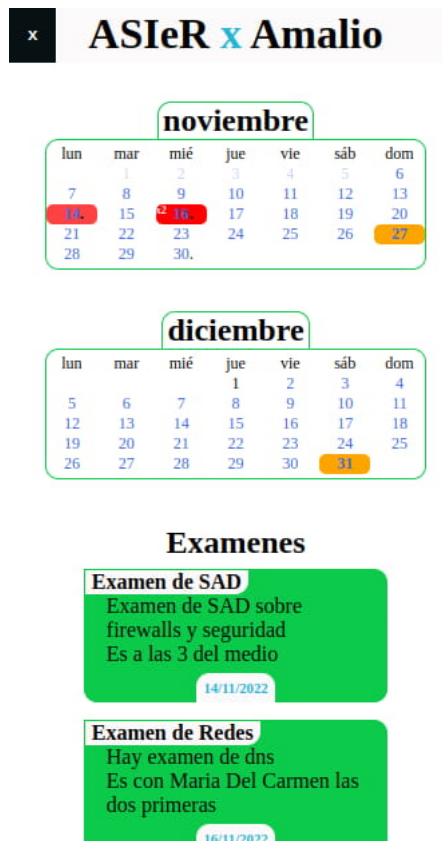 x
ASIeR x Amalio
noviembre
lun mar mié jue vie sáb dom
1 2 3 4 5 6
7 8 9 10 11 12 13
14. 15 x2 16. 17 18 19 20
21 22 23 24 25 26 27
28 29 30.
diciembre
lun mar mié jue vie sáb dom
1 2 3 4
5 6 7 8 9 10 11
12 13 14 15 16 17 18
19 20 21 22 23 24 25
26 27 28 29 30 31
Examenes
Examen de SAD
Examen de SAD sobre
firewalls y seguridad
Es a las 3 del medio
14/11/2022
Examen de Redes
Hay examen de dns
Es con Maria Del Carmen las
dos primeras
16/11/2022